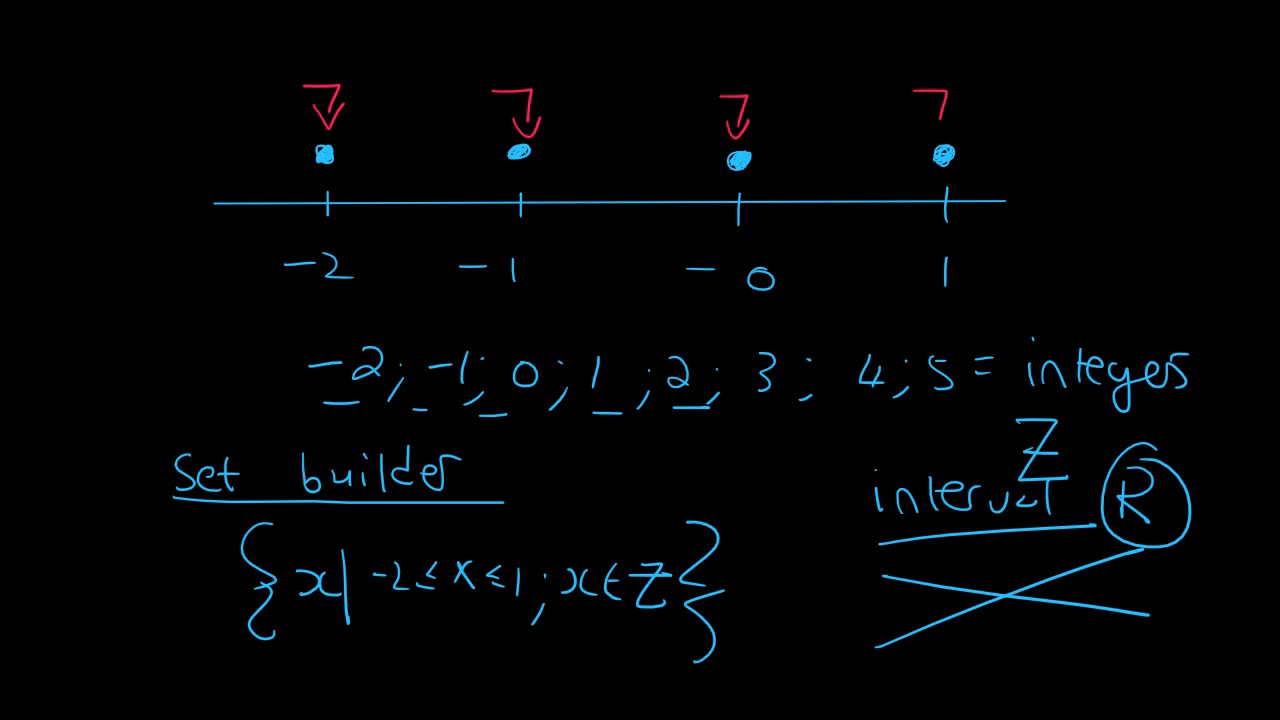 -2 -1 - 0 1
-2; -1; 0; 1; 2; 3; 4; 5 = integers
Z
Set builder
interval R
{x| -2 ≤ x ≤ 1; x ∈ Z}